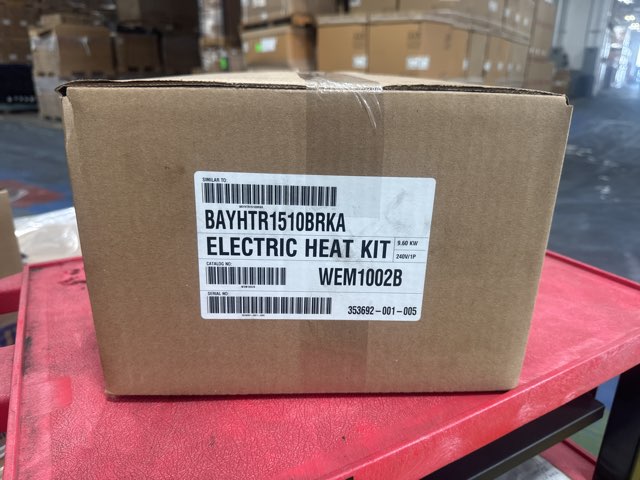 SIMILAR TO:
BAYHTR1510BRKA
ELECTRIC HEAT KIT
9.60 KW
240V/1P
CATALOG NO:
WEM1002B
SERIAL NO:
353692-001-005